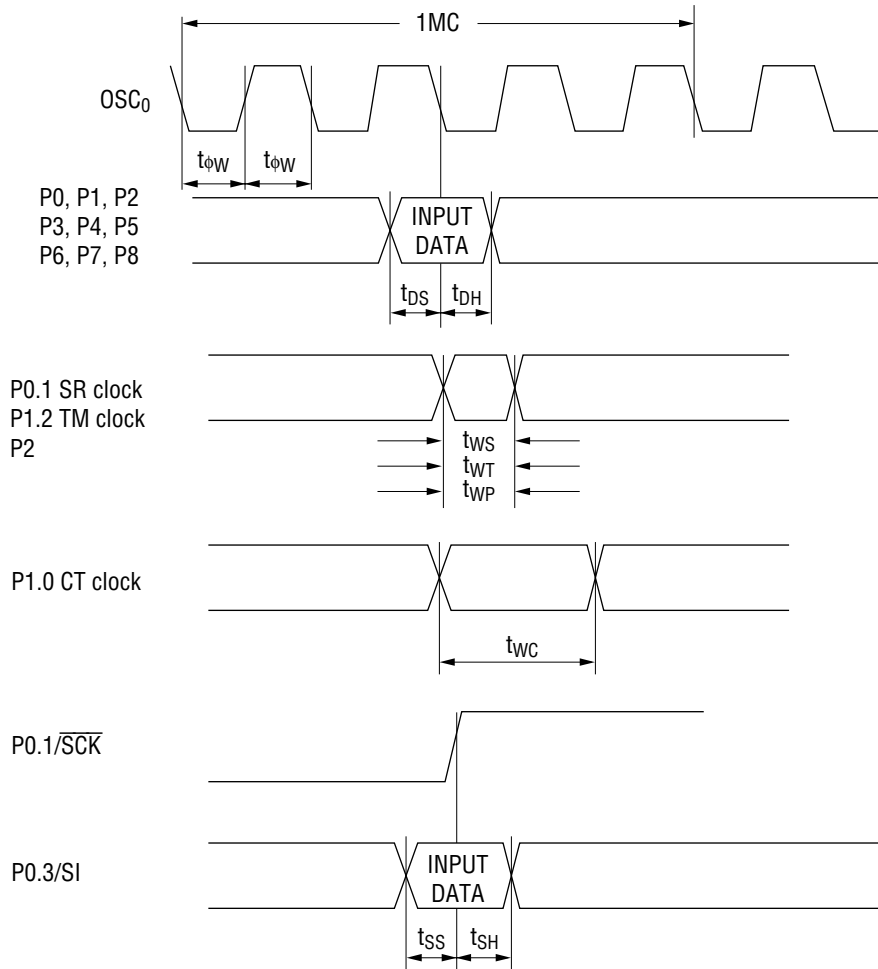 1MC
OSC₀
tϕW tϕW
P0, P1, P2
P3, P4, P5
P6, P7, P8
INPUT
DATA
tDS tDH
P0.1 SR clock
P1.2 TM clock
P2
tWS
tWT
tWP
P1.0 CT clock
tWC
P0.1/S̅C̅K̅
P0.3/SI
INPUT
DATA
tSS tSH